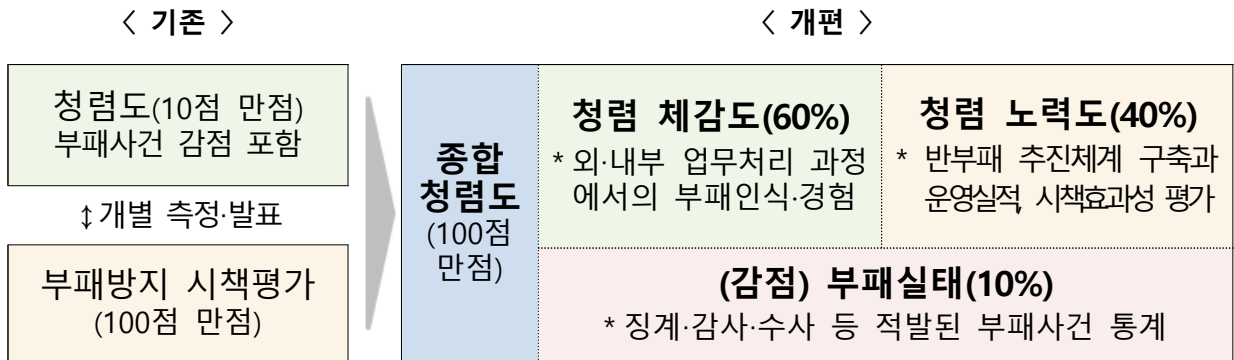 〈 기존 〉
청렴도(10점 만점)
부패사건 감점 포함
↕개별 측정·발표
부패방지 시책평가
(100점 만점)
〈 개편 〉
종합
청렴도
(100점
만점)
청렴 체감도(60%)
* 외·내부 업무처리 과정
에서의 부패인식·경험
청렴 노력도(40%)
* 반부패 추진체계 구축과
운영실적, 시책효과성 평가
(감점) 부패실태(10%)
* 징계·감사·수사 등 적발된 부패사건 통계